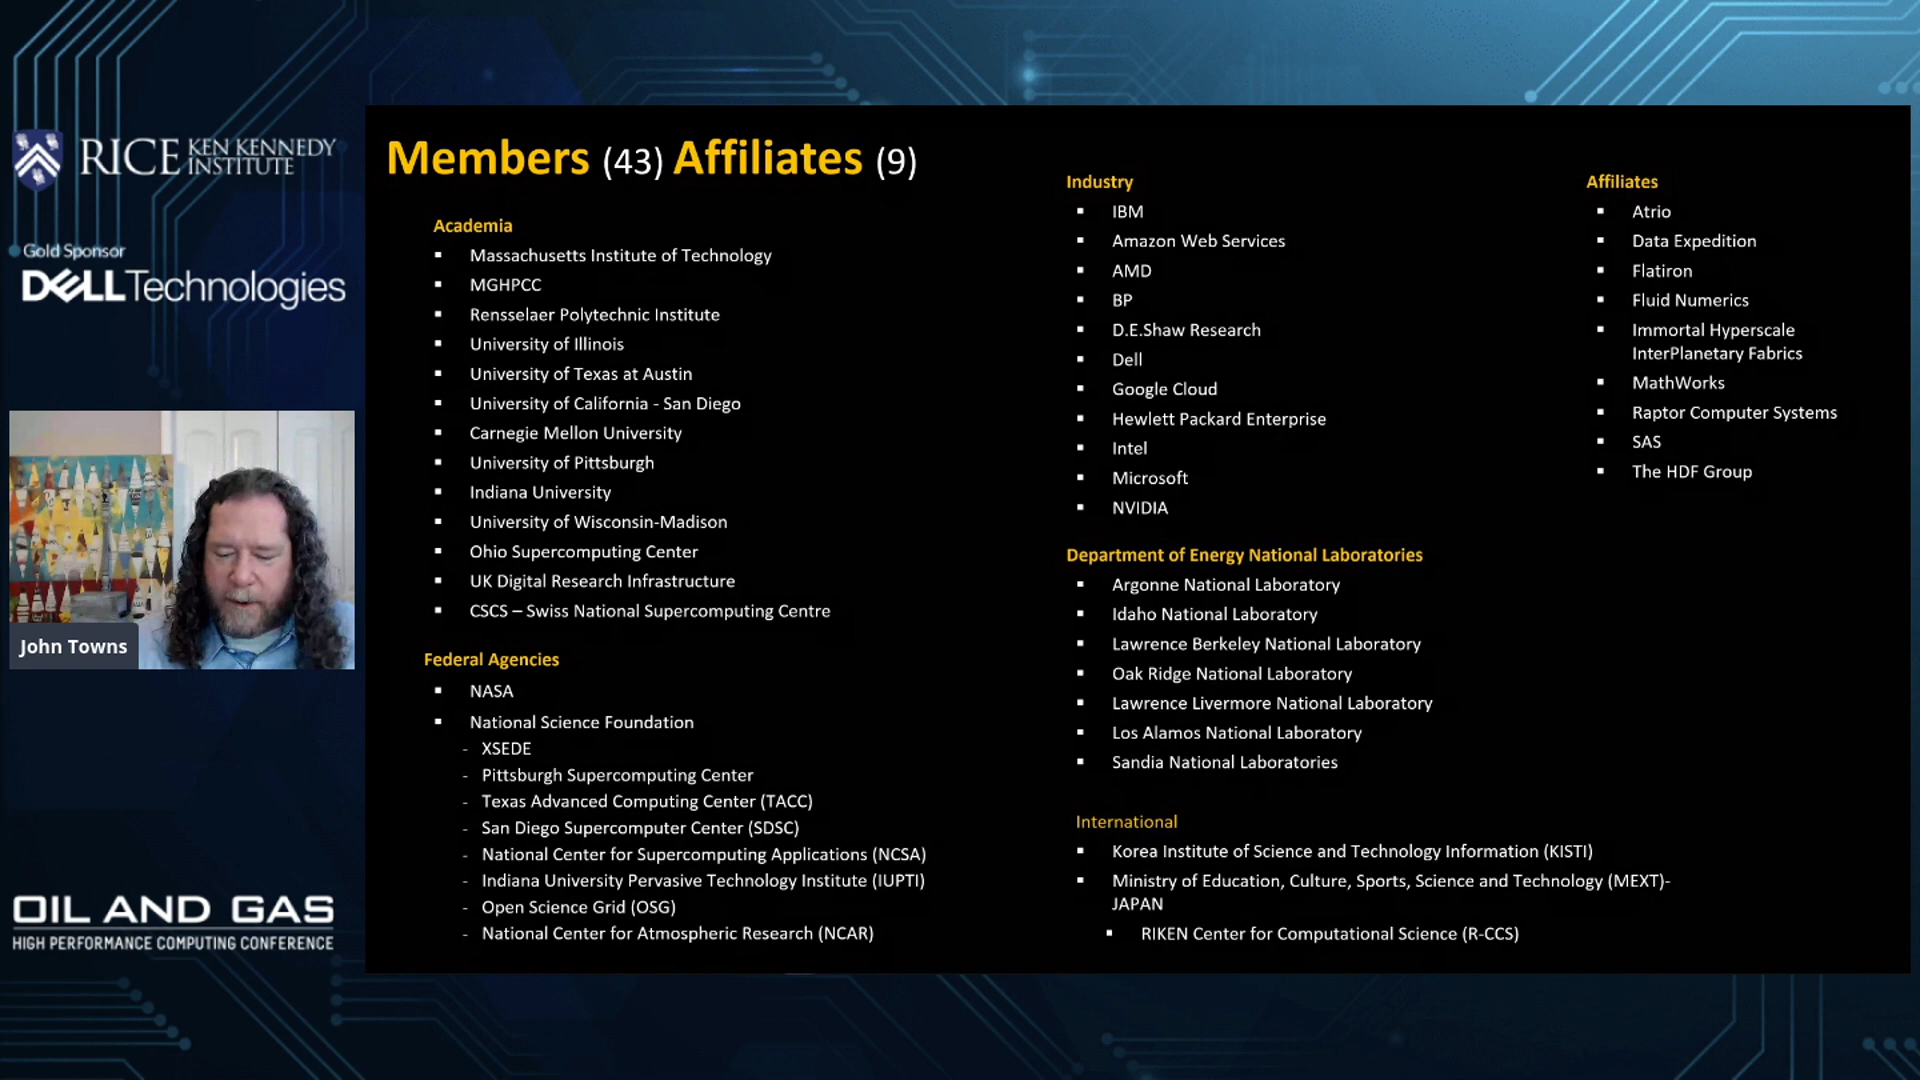 RICE KEN KENNEDY
INSTITUTE
Gold Sponsor
DELL Technologies
John Towns
OIL AND GAS
HIGH PERFORMANCE COMPUTING CONFERENCE
Members (43) Affiliates (9)
Academia
▪ Massachusetts Institute of Technology
▪ MGHPCC
▪ Rensselaer Polytechnic Institute
▪ University of Illinois
▪ University of Texas at Austin
▪ University of California - San Diego
▪ Carnegie Mellon University
▪ University of Pittsburgh
▪ Indiana University
▪ University of Wisconsin-Madison
▪ Ohio Supercomputing Center
▪ UK Digital Research Infrastructure
▪ CSCS – Swiss National Supercomputing Centre
Federal Agencies
▪ NASA
▪ National Science Foundation
- XSEDE
- Pittsburgh Supercomputing Center
- Texas Advanced Computing Center (TACC)
- San Diego Supercomputer Center (SDSC)
- National Center for Supercomputing Applications (NCSA)
- Indiana University Pervasive Technology Institute (IUPTI)
- Open Science Grid (OSG)
- National Center for Atmospheric Research (NCAR)
Industry
▪ IBM
▪ Amazon Web Services
▪ AMD
▪ BP
▪ D.E.Shaw Research
▪ Dell
▪ Google Cloud
▪ Hewlett Packard Enterprise
▪ Intel
▪ Microsoft
▪ NVIDIA
Department of Energy National Laboratories
▪ Argonne National Laboratory
▪ Idaho National Laboratory
▪ Lawrence Berkeley National Laboratory
▪ Oak Ridge National Laboratory
▪ Lawrence Livermore National Laboratory
▪ Los Alamos National Laboratory
▪ Sandia National Laboratories
International
▪ Korea Institute of Science and Technology Information (KISTI)
▪ Ministry of Education, Culture, Sports, Science and Technology (MEXT)-
JAPAN
▪ RIKEN Center for Computational Science (R-CCS)
Affiliates
▪ Atrio
▪ Data Expedition
▪ Flatiron
▪ Fluid Numerics
▪ Immortal Hyperscale
InterPlanetary Fabrics
▪ MathWorks
▪ Raptor Computer Systems
▪ SAS
▪ The HDF Group